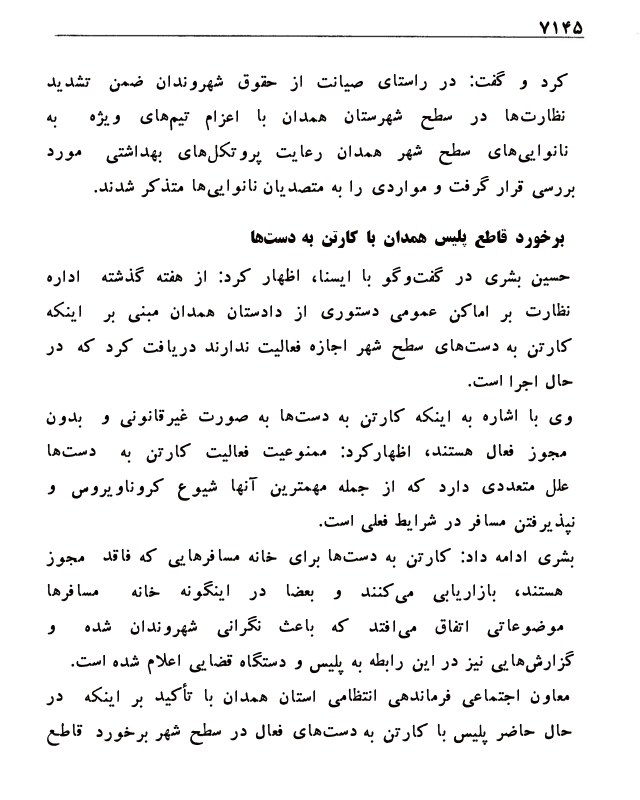 ۷۱۴۵
کرد و گفت: در راستای صیانت از حقوق شهروندان ضمن تشدید
نظارت‌ها در سطح شهرستان همدان با اعزام تیم‌های ویژه به
نانوایی‌های سطح شهر همدان رعایت پروتکل‌های بهداشتی مورد
بررسی قرار گرفت و مواردی را به متصدیان نانوایی‌ها متذکر شدند.
برخورد قاطع پلیس همدان با کارتن به دست‌ها
حسین بشری در گفت‌وگو با ایسنا، اظهار کرد: از هفته گذشته اداره
نظارت بر اماکن عمومی دستوری از دادستان همدان مبنی بر اینکه
کارتن به دست‌های سطح شهر اجازه فعالیت ندارند دریافت کرد که در
حال اجرا است.
وی با اشاره به اینکه کارتن به دست‌ها به صورت غیرقانونی و بدون
مجوز فعال هستند، اظهارکرد: ممنوعیت فعالیت کارتن به دست‌ها
علل متعددی دارد که از جمله مهمترین آنها شیوع کروناویروس و
نپذیرفتن مسافر در شرایط فعلی است.
بشری ادامه داد: کارتن به دست‌ها برای خانه مسافرهایی که فاقد مجوز
هستند، بازاریابی می‌کنند و بعضا در اینگونه خانه مسافرها
موضوعاتی اتفاق می‌افتد که باعث نگرانی شهروندان شده و
گزارش‌هایی نیز در این رابطه به پلیس و دستگاه قضایی اعلام شده است.
معاون اجتماعی فرماندهی انتظامی استان همدان با تأکید بر اینکه در
حال حاضر پلیس با کارتن به دست‌های فعال در سطح شهر برخورد قاطع